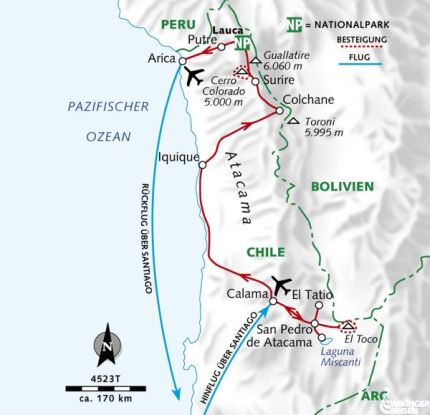 PERU
Lauca
NP
NP = NATIONALPARK
BESTEIGUNG
FLUG
Putre
Arica
Guallatire
6.060 m
Cerro
Colorado
5.000 m
Surire
Colchane
Toroni
5.995 m
PAZIFISCHER
OZEAN
Iquique
Atacama
BOLIVIEN
RÜCKFLUG ÜBER SANTIAGO
CHILE
Calama
El Tatio
HINFLUG ÜBER SANTIAGO
San Pedro
de Atacama
El Toco
Laguna
Miscanti
N
4523T
ca. 170 km
ARG
WIKINGER
REISEN